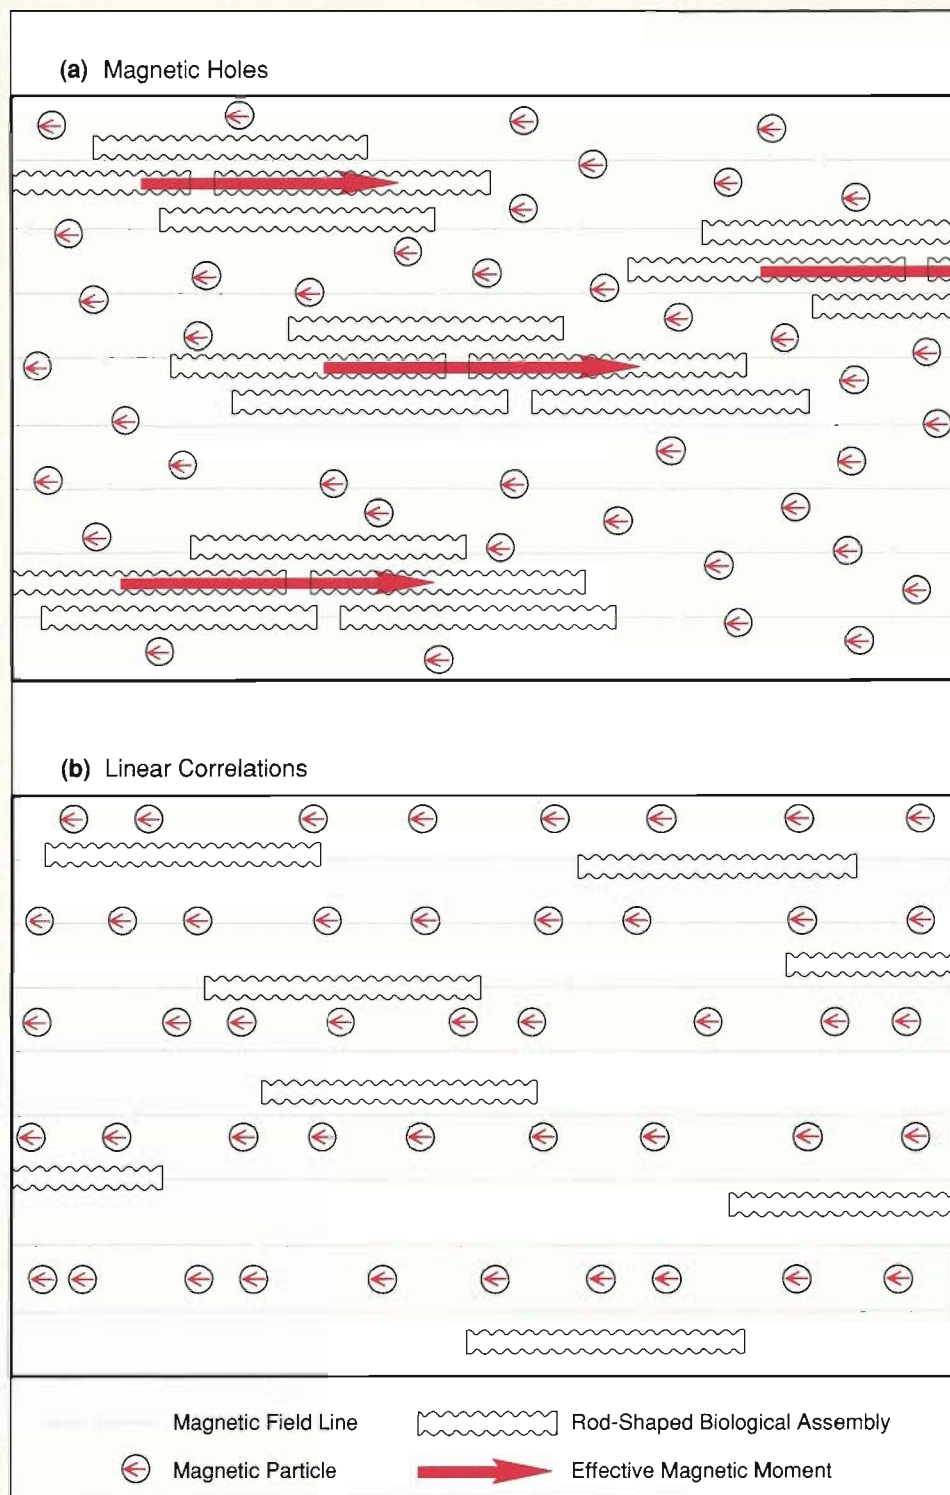 (a) Magnetic Holes
(b) Linear Correlations
Magnetic Field Line
Rod-Shaped Biological Assembly
Magnetic Particle
Effective Magnetic Moment